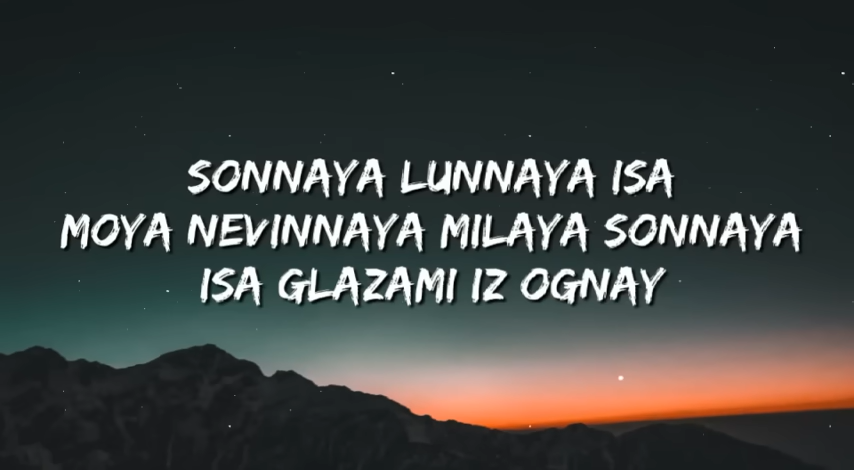 SONNAYA LUNNAYA ISA
MOYA NEVINNAYA MILAYA SONNAYA
ISA GLAZAMI IZ OGNAY